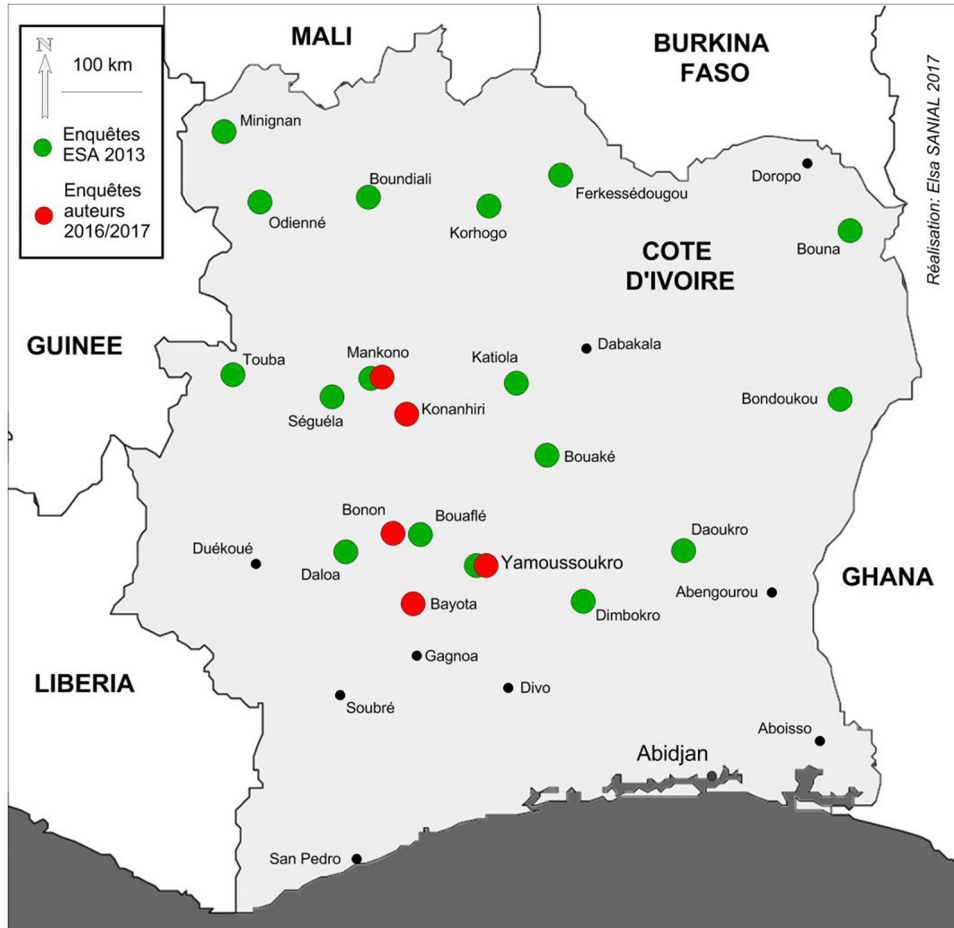 N
100 km
Enquêtes
ESA 2013
Enquêtes
auteurs
2016/2017
MALI
BURKINA
FASO
Réalisation: Elsa SANIAL 2017
Minignan
Doropo
Boundiali
Ferkessédougou
Odienné
Korhogo
Bouna
COTE
D'IVOIRE
GUINEE
Touba
Mankono
Katiola
Dabakala
Séguéla
Konanhiri
Bondoukou
Bouaké
Bonon
Bouaflé
Daoukro
Duékoué
Daloa
Yamoussoukro
GHANA
Abengourou
Bayota
Dimbokro
Gagnoa
LIBERIA
Divo
Soubré
Aboisso
Abidjan
San Pedro